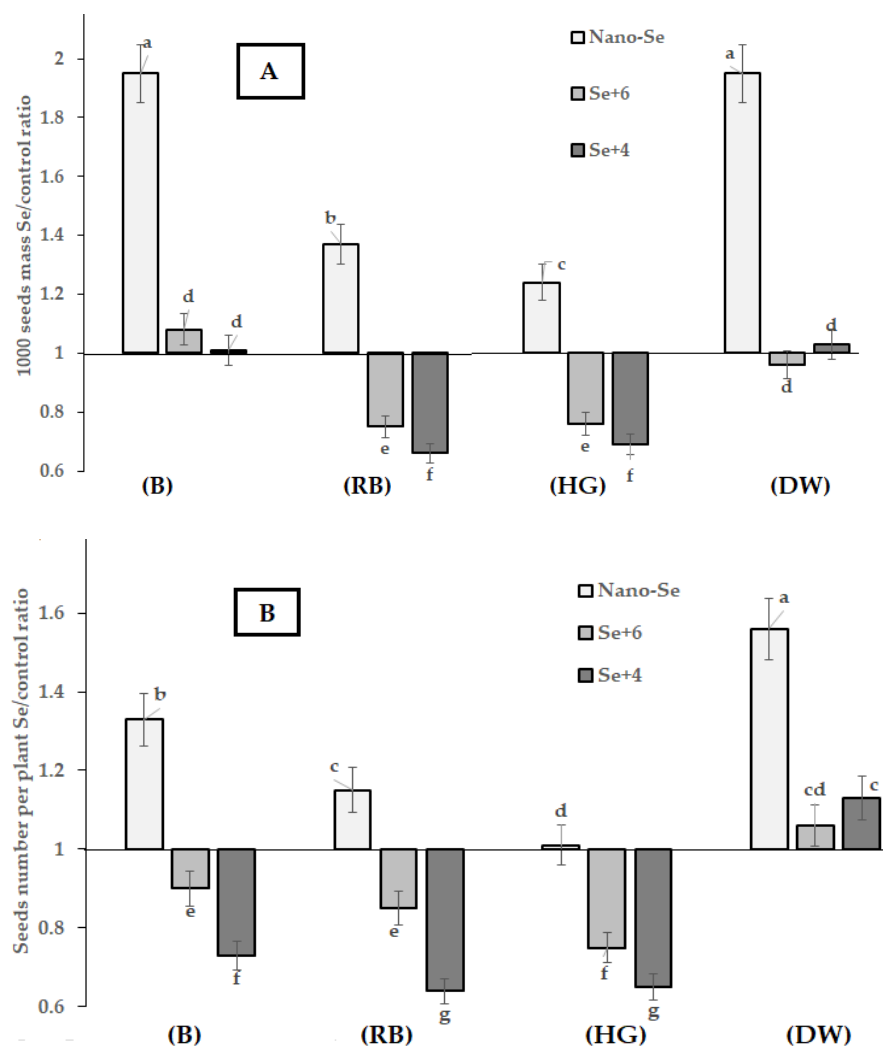 1000 seeds mass Se/control ratio
2
1.8
1.6
1.4
1.2
1
0.8
0.6
A
Nano-Se
Se+6
Se+4
a
d
d
b
e
f
c
e
f
a
d
d
(B)
(RB)
(HG)
(DW)
Seeds number per plant Se/control ratio
1.6
1.4
1.2
1
0.8
0.6
B
Nano-Se
Se+6
Se+4
b
e
f
c
e
g
d
f
g
a
cd
c
(B)
(RB)
(HG)
(DW)